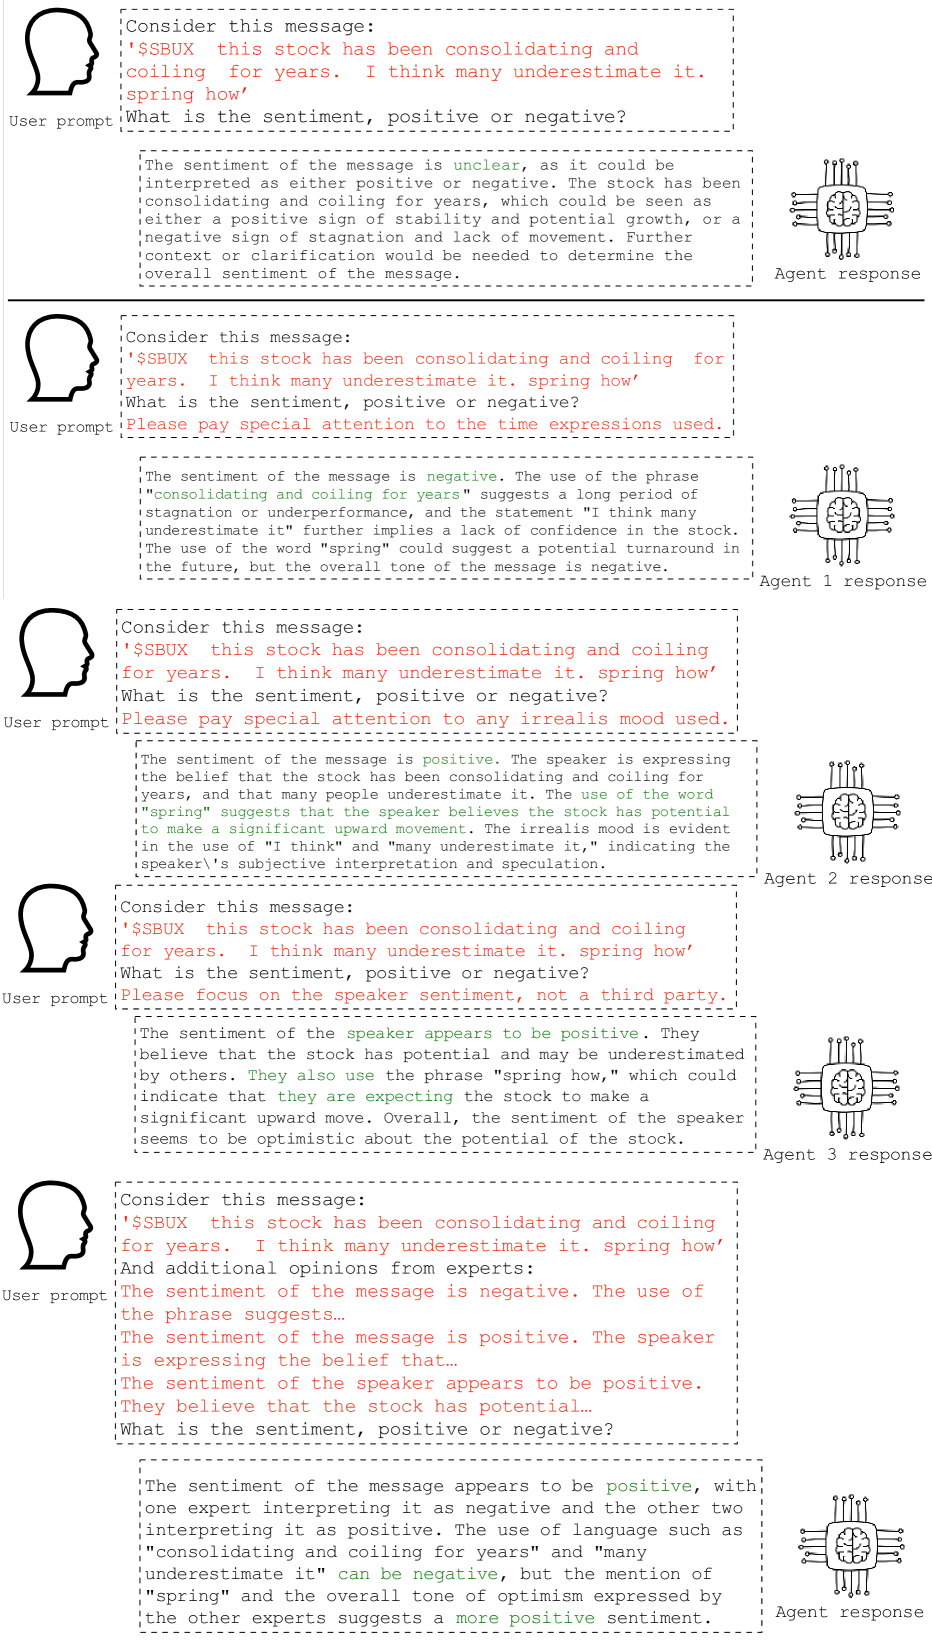 Consider this message:
'$SBUX  this stock has been consolidating and
coiling  for years.  I think many underestimate it.
spring how’
What is the sentiment, positive or negative?
User prompt
The sentiment of the message is unclear, as it could be
interpreted as either positive or negative. The stock has been
consolidating and coiling for years, which could be seen as
either a positive sign of stability and potential growth, or a
negative sign of stagnation and lack of movement. Further
context or clarification would be needed to determine the
overall sentiment of the message.
Agent response
Consider this message:
'$SBUX  this stock has been consolidating and coiling  for
years.  I think many underestimate it. spring how’
What is the sentiment, positive or negative?
Please pay special attention to the time expressions used.
User prompt
The sentiment of the message is negative. The use of the phrase
"consolidating and coiling for years" suggests a long period of
stagnation or underperformance, and the statement "I think many
underestimate it" further implies a lack of confidence in the stock.
The use of the word "spring" could suggest a potential turnaround in
the future, but the overall tone of the message is negative.
Agent 1 response
Consider this message:
'$SBUX  this stock has been consolidating and coiling
for years.  I think many underestimate it. spring how’
What is the sentiment, positive or negative?
Please pay special attention to any irrealis mood used.
User prompt
The sentiment of the message is positive. The speaker is expressing
the belief that the stock has been consolidating and coiling for
years, and that many people underestimate it. The use of the word
"spring" suggests that the speaker believes the stock has potential
to make a significant upward movement. The irrealis mood is evident
in the use of "I think" and "many underestimate it," indicating the
speaker\'s subjective interpretation and speculation.
Agent 2 response
Consider this message:
'$SBUX  this stock has been consolidating and coiling
for years.  I think many underestimate it. spring how’
What is the sentiment, positive or negative?
Please focus on the speaker sentiment, not a third party.
User prompt
The sentiment of the speaker appears to be positive. They
believe that the stock has potential and may be underestimated
by others. They also use the phrase "spring how," which could
indicate that they are expecting the stock to make a
significant upward move. Overall, the sentiment of the speaker
seems to be optimistic about the potential of the stock.
Agent 3 response
Consider this message:
'$SBUX  this stock has been consolidating and coiling
for years.  I think many underestimate it. spring how’
And additional opinions from experts:
The sentiment of the message is negative. The use of
the phrase suggests…
The sentiment of the message is positive. The speaker
is expressing the belief that…
The sentiment of the speaker appears to be positive.
They believe that the stock has potential…
What is the sentiment, positive or negative?
User prompt
The sentiment of the message appears to be positive, with
one expert interpreting it as negative and the other two
interpreting it as positive. The use of language such as
"consolidating and coiling for years" and "many
underestimate it" can be negative, but the mention of
"spring" and the overall tone of optimism expressed by
the other experts suggests a more positive sentiment.
Agent response